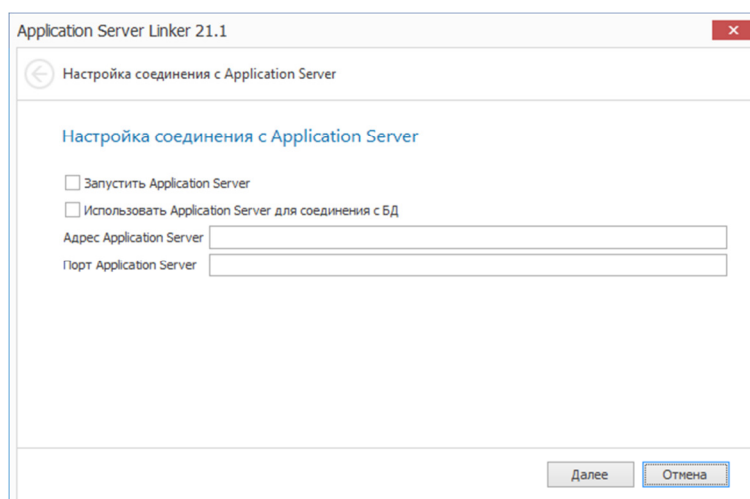 Application Server Linker 21.1
Настройка соединения с Application Server
Настройка соединения с Application Server
Запустить Application Server
Использовать Application Server для соединения с БД
Адрес Application Server
Порт Application Server
Далее Отмена